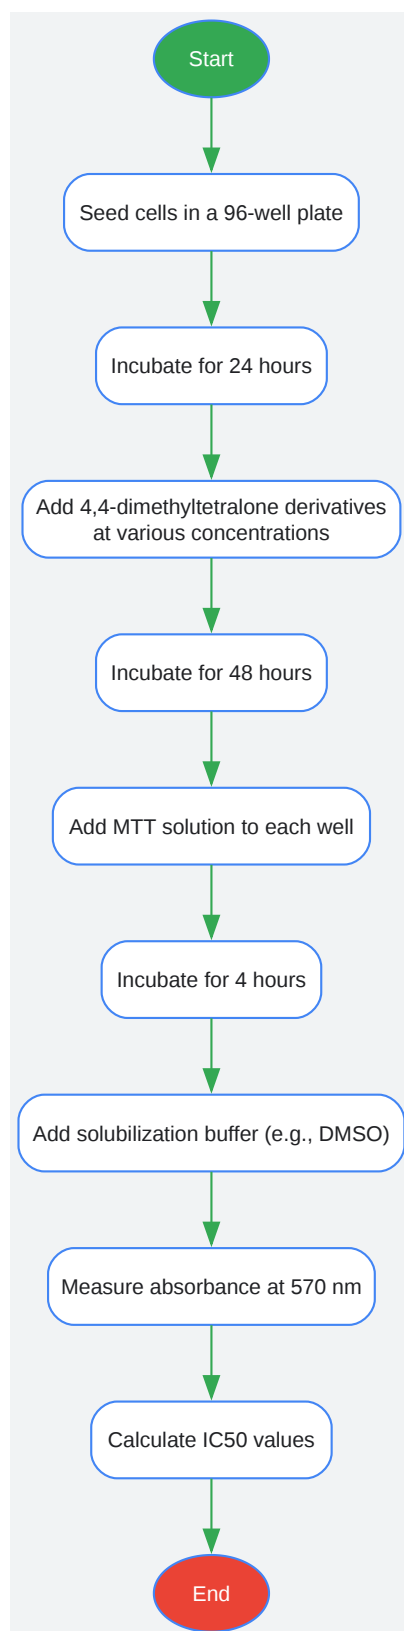 Start
Seed cells in a 96-well plate
Incubate for 24 hours
Add 4,4-dimethyltetralone derivatives
at various concentrations
Incubate for 48 hours
Add MTT solution to each well
Incubate for 4 hours
Add solubilization buffer (e.g., DMSO)
Measure absorbance at 570 nm
Calculate IC50 values
End